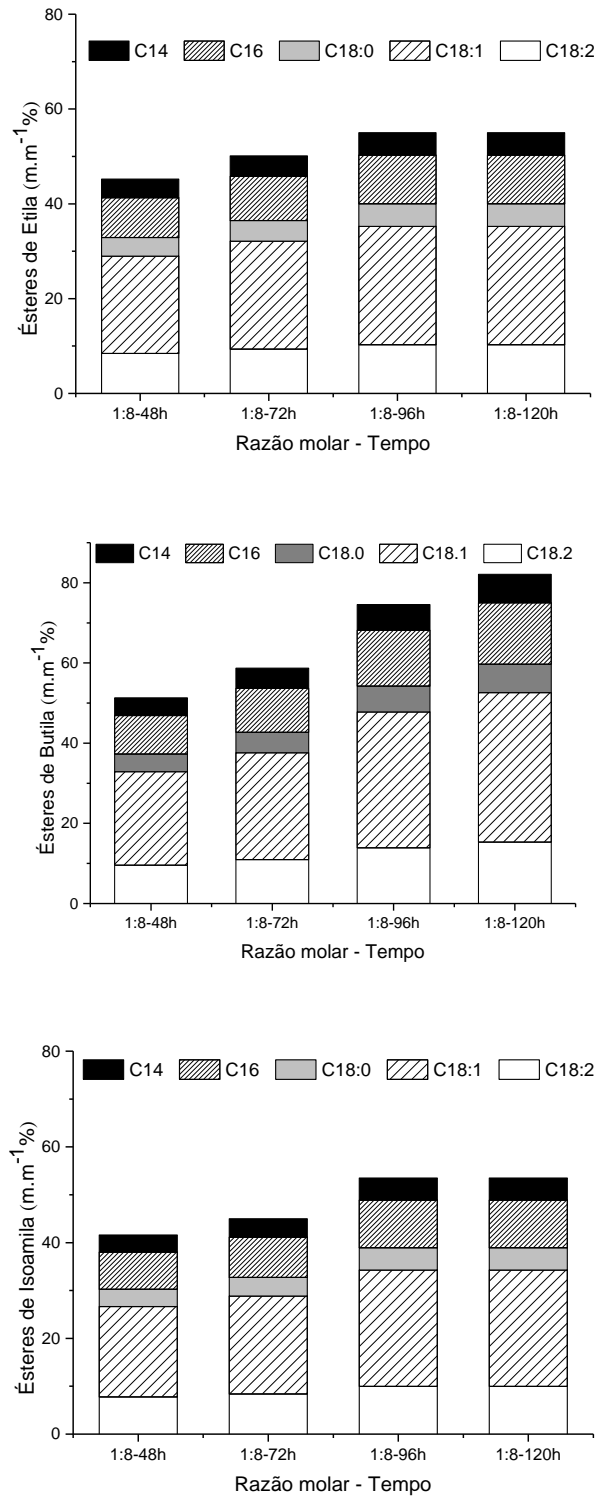 C14 C16 C18:0 C18:1 C18:2
80
60
40
20
0
Ésteres de Etila (m.m-1%)
1:8-48h 1:8-72h 1:8-96h 1:8-120h
Razão molar - Tempo
C14 C16 C18.0 C18.1 C18.2
80
60
40
20
0
Ésteres de Butila (m.m-1%)
1:8-48h 1:8-72h 1:8-96h 1:8-120h
Razão molar - Tempo
C14 C16 C18:0 C18:1 C18:2
80
60
40
20
0
Ésteres de Isoamila (m.m-1%)
1:8-48h 1:8-72h 1:8-96h 1:8-120h
Razão molar - Tempo